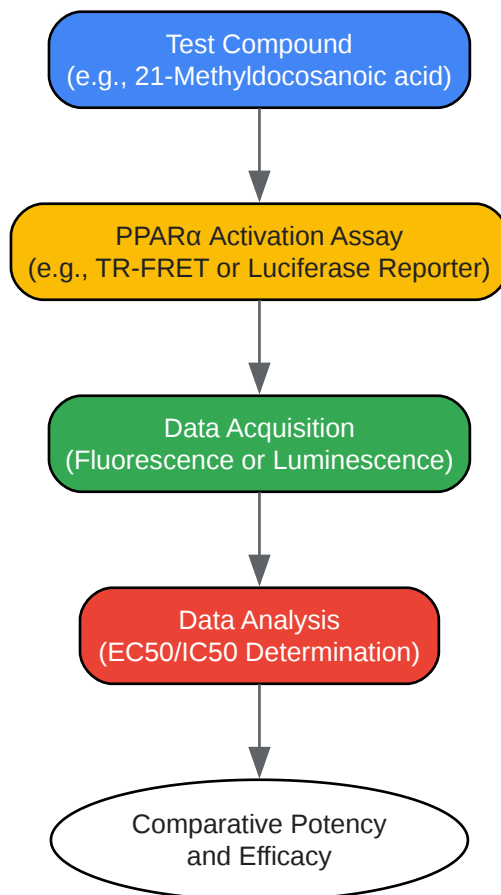 Test Compound
(e.g., 21-Methyldocosanoic acid)
PPARα Activation Assay
(e.g., TR-FRET or Luciferase Reporter)
Data Acquisition
(Fluorescence or Luminescence)
Data Analysis
(EC50/IC50 Determination)
Comparative Potency
and Efficacy